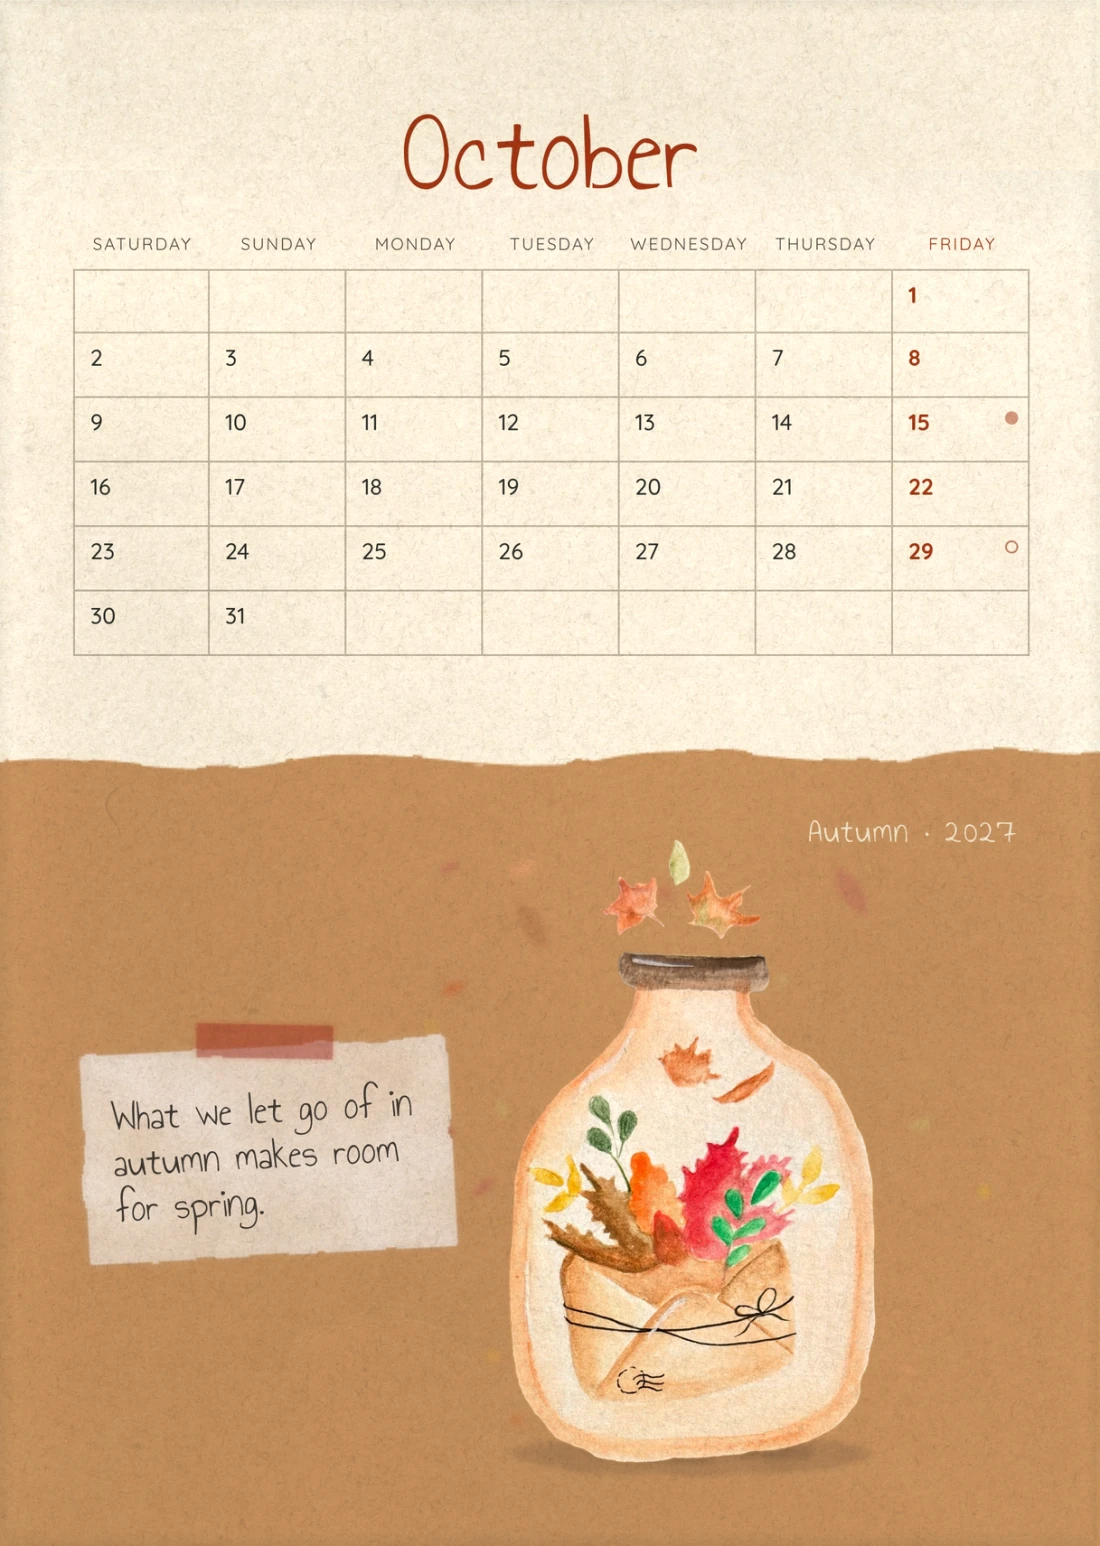 October
SATURDAY SUNDAY MONDAY TUESDAY WEDNESDAY THURSDAY FRIDAY
1
2 3 4 5 6 7 8
9 10 11 12 13 14 15
16 17 18 19 20 21 22
23 24 25 26 27 28 29
30 31
Autumn · 2027
What we let go of in
autumn makes room
for spring.